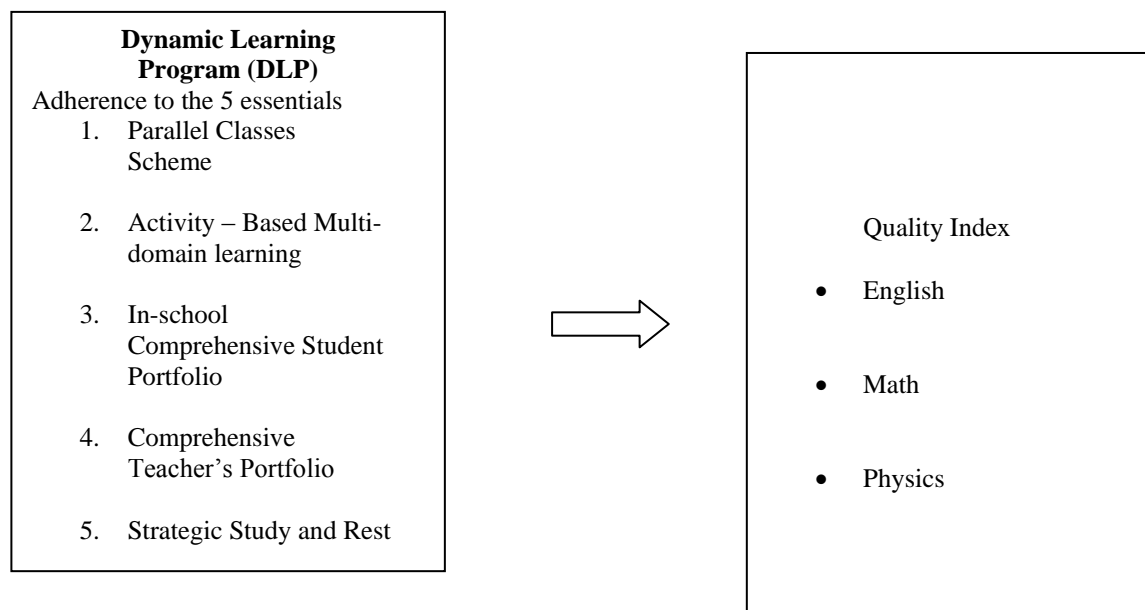 Dynamic Learning
Program (DLP)
Adherence to the 5 essentials
1. Parallel Classes
Scheme
2. Activity – Based Multi-
domain learning
3. In-school
Comprehensive Student
Portfolio
4. Comprehensive
Teacher’s Portfolio
5. Strategic Study and Rest
Quality Index
• English
• Math
• Physics